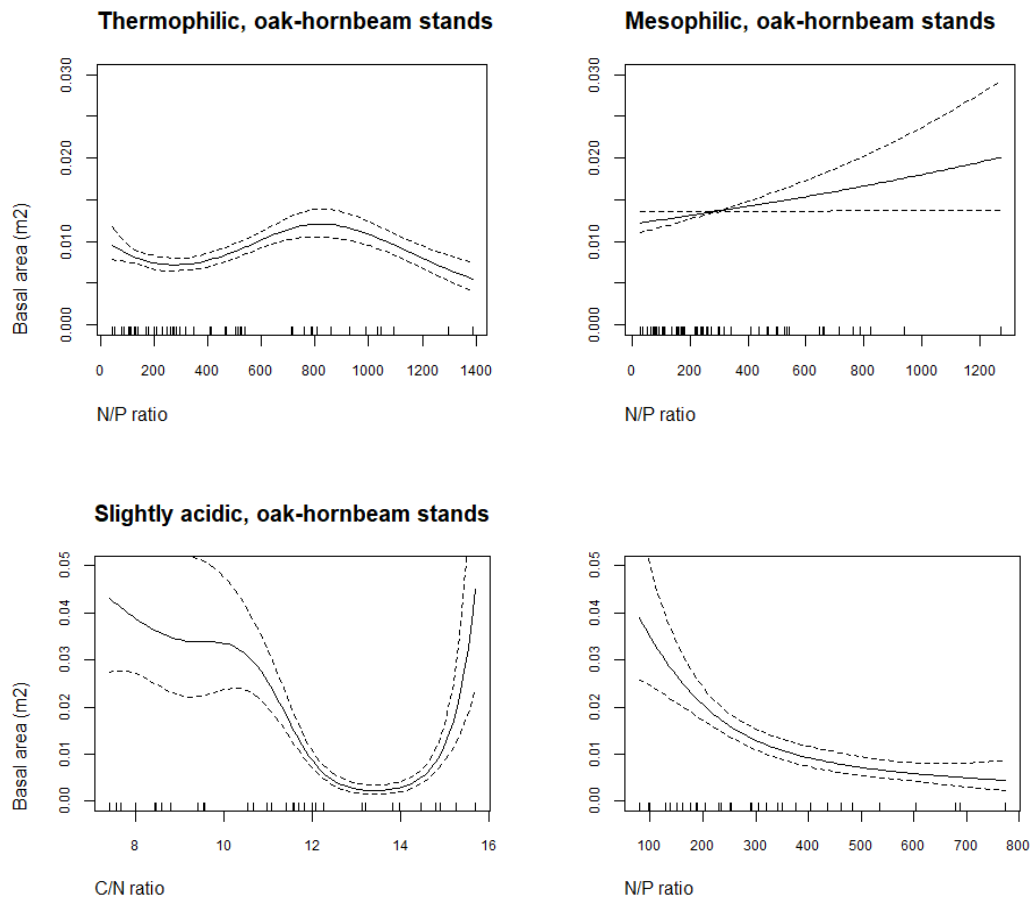 Thermophilic, oak-hornbeam stands
Mesophilic, oak-hornbeam stands
0.030
0.020
0.010
0.000
Basal area (m2)
0 200 400 600 800 1000 1200 1400
N/P ratio
0.030
0.020
0.010
0.000
0 200 400 600 800 1000 1200
N/P ratio
Slightly acidic, oak-hornbeam stands
0.05
0.04
0.03
0.02
0.01
0.00
Basal area (m2)
8 10 12 14 16
C/N ratio
0.05
0.04
0.03
0.02
0.01
0.00
100 200 300 400 500 600 700 800
N/P ratio